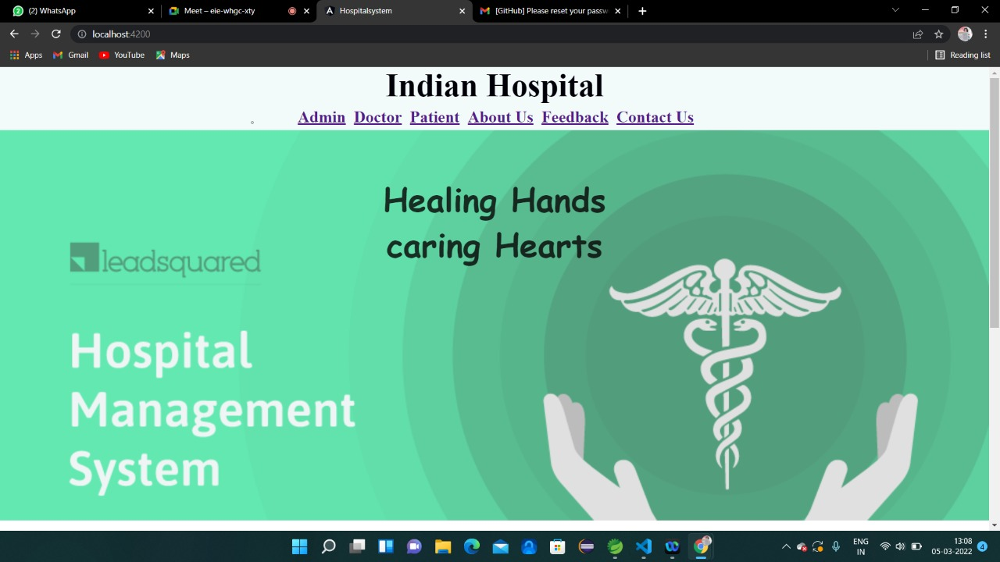 (2) WhatsApp
Meet – eie-whgc-xty
Hospitalsystem
[GitHub] Please reset your passw
localhost:4200
Apps
Gmail
YouTube
Maps
Reading list
Indian Hospital
Admin Doctor Patient About Us Feedback Contact Us
Healing Hands
caring Hearts
leadsquared
Hospital
Management
System
ENG
IN
13:08
05-03-2022
4